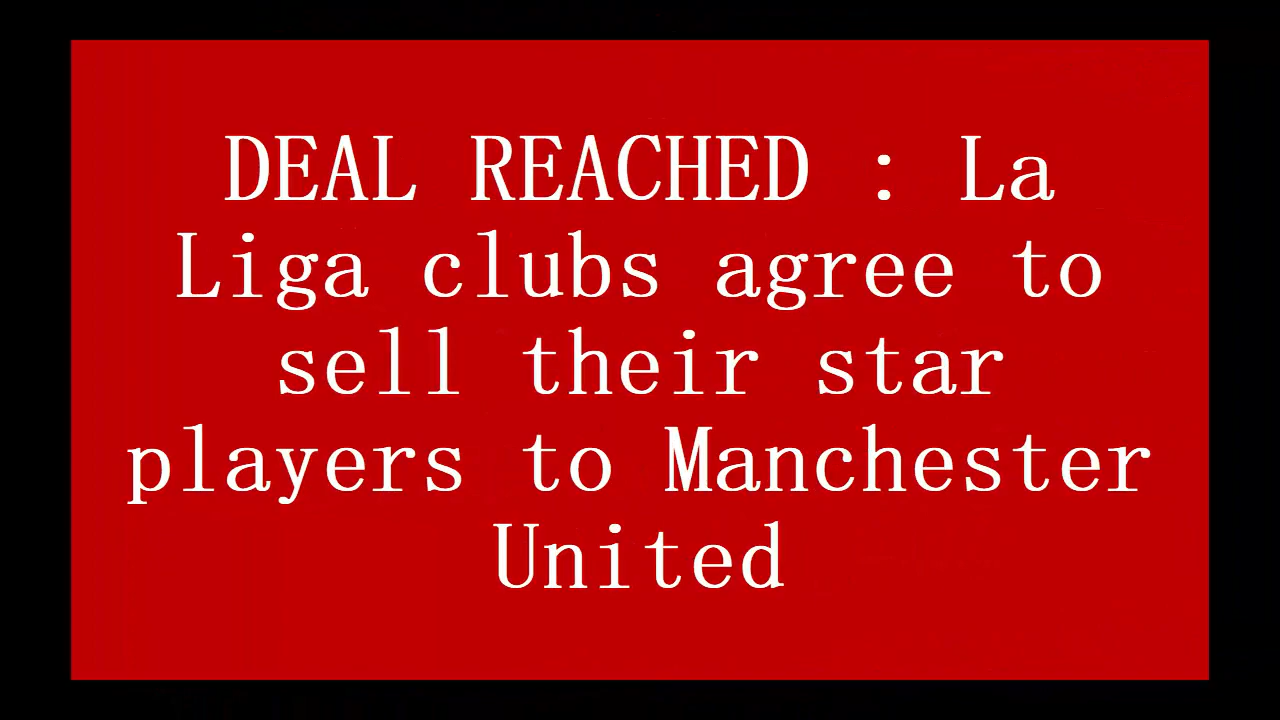 DEAL REACHED : La
Liga clubs agree to
sell their star
players to Manchester
United